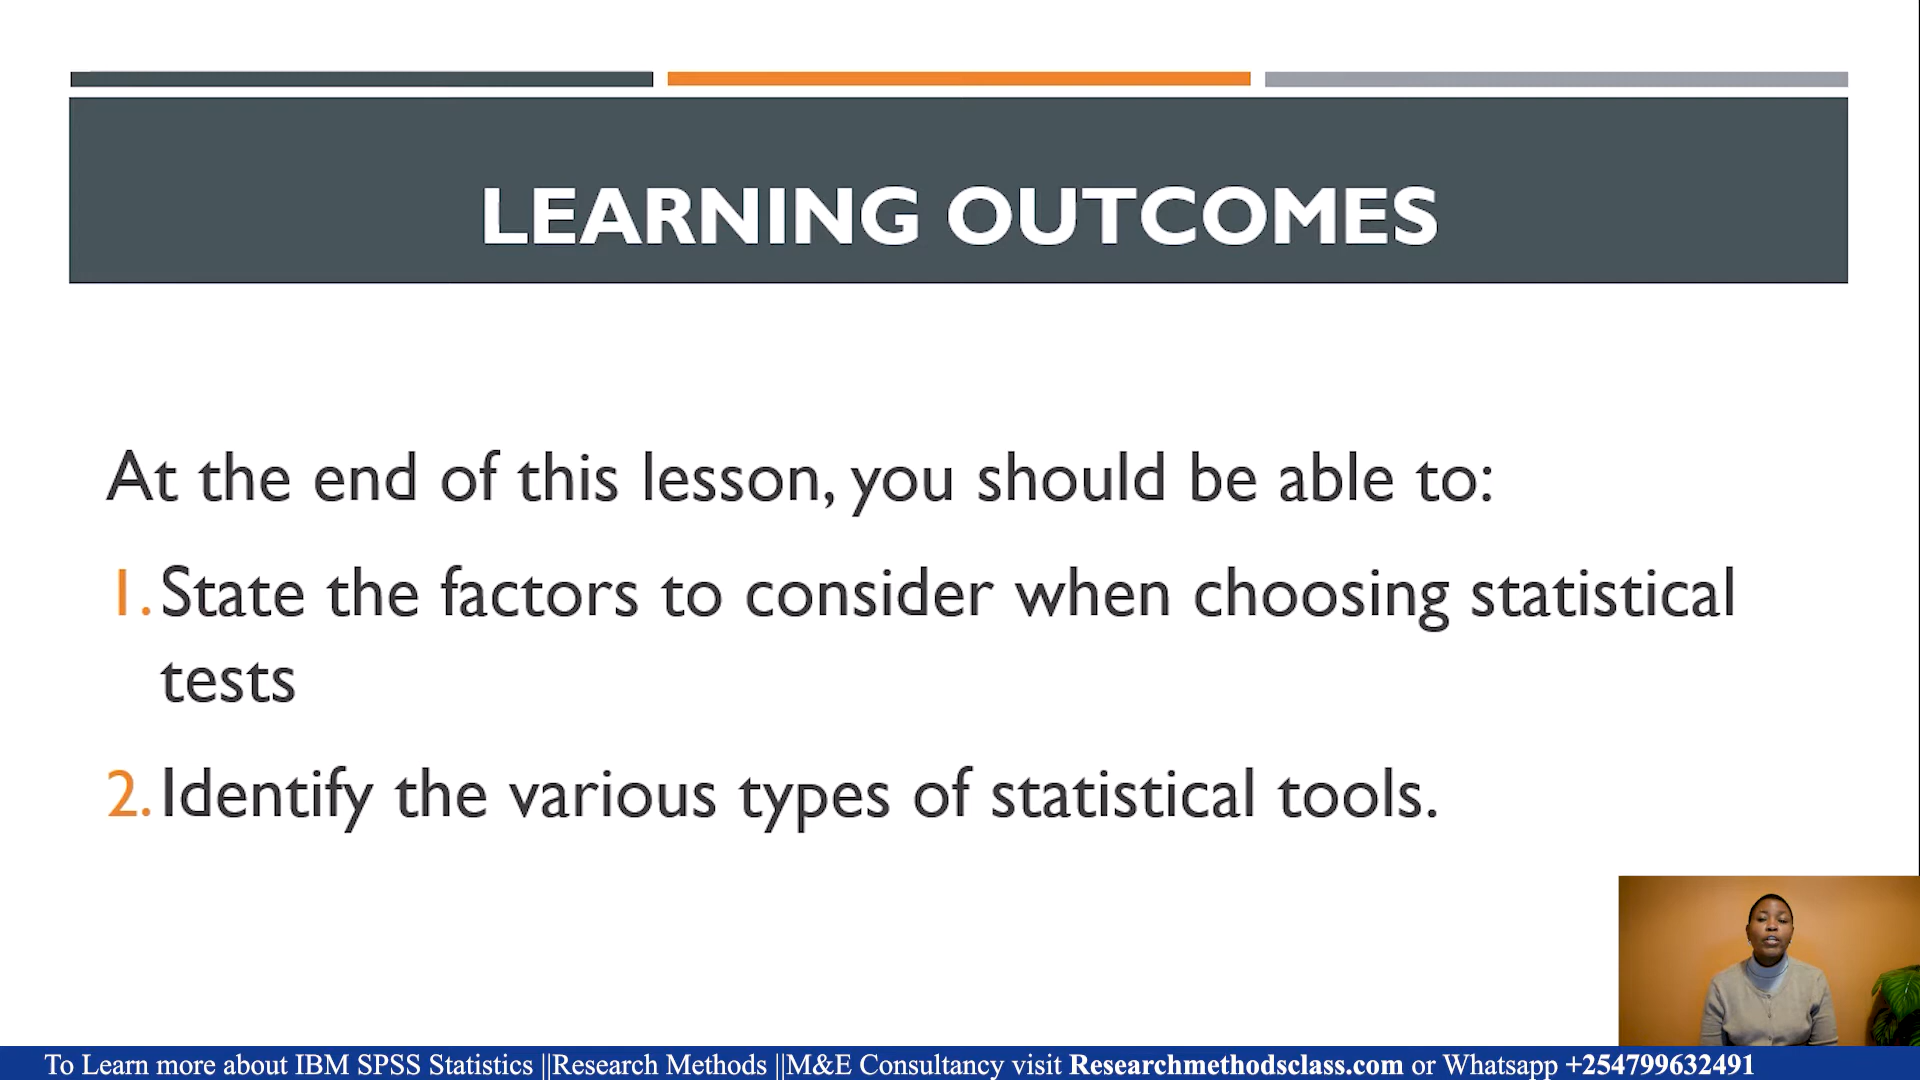 LEARNING OUTCOMES
At the end of this lesson, you should be able to:
1. State the factors to consider when choosing statistical
tests
2. Identify the various types of statistical tools.
To Learn more about IBM SPSS Statistics ||Research Methods ||M&E Consultancy visit Researchmethodsclass.com or Whatsapp +254799632491